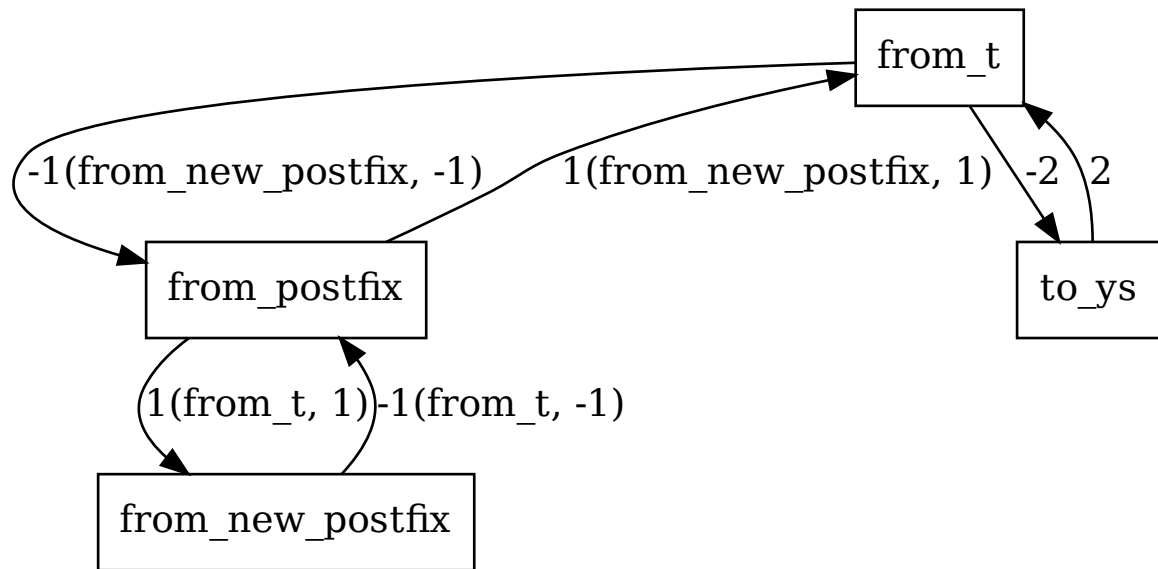 from_t
-1(from_new_postfix, -1)
1(from_new_postfix, 1)
-2
2
from_postfix
to_ys
1(from_t, 1)
-1(from_t, -1)
from_new_postfix